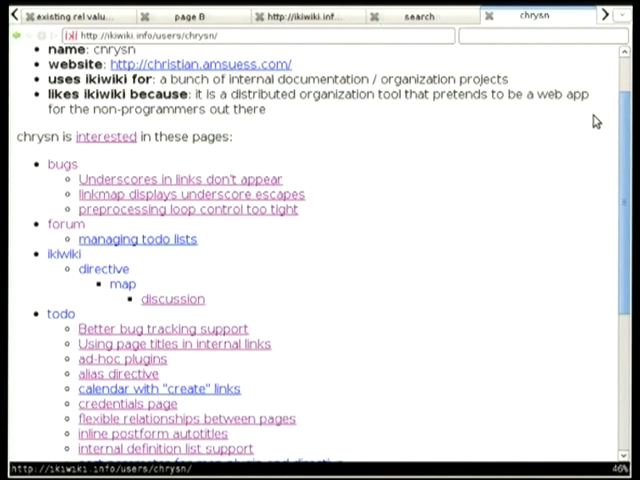 existing rel valu...
page B
http://ikiwiki.inf...
search
chrysn
http://ikiwiki.info/users/chrysn/
name: chrysn
website: http://christian.amsuess.com/
uses ikiwiki for: a bunch of internal documentation / organization projects
likes ikiwiki because: it is a distributed organization tool that pretends to be a web app
for the non-programmers out there
chrysn is interested in these pages:
bugs
Underscores in links don't appear
linkmap displays underscore escapes
preprocessing loop control too tight
forum
managing todo lists
ikiwiki
directive
map
discussion
todo
Better bug tracking support
Using page titles in internal links
ad-hoc plugins
alias directive
calendar with "create" links
credentials page
flexible relationships between pages
inline postform autotitles
internal definition list support
http://ikiwiki.info/users/chrysn/
46%